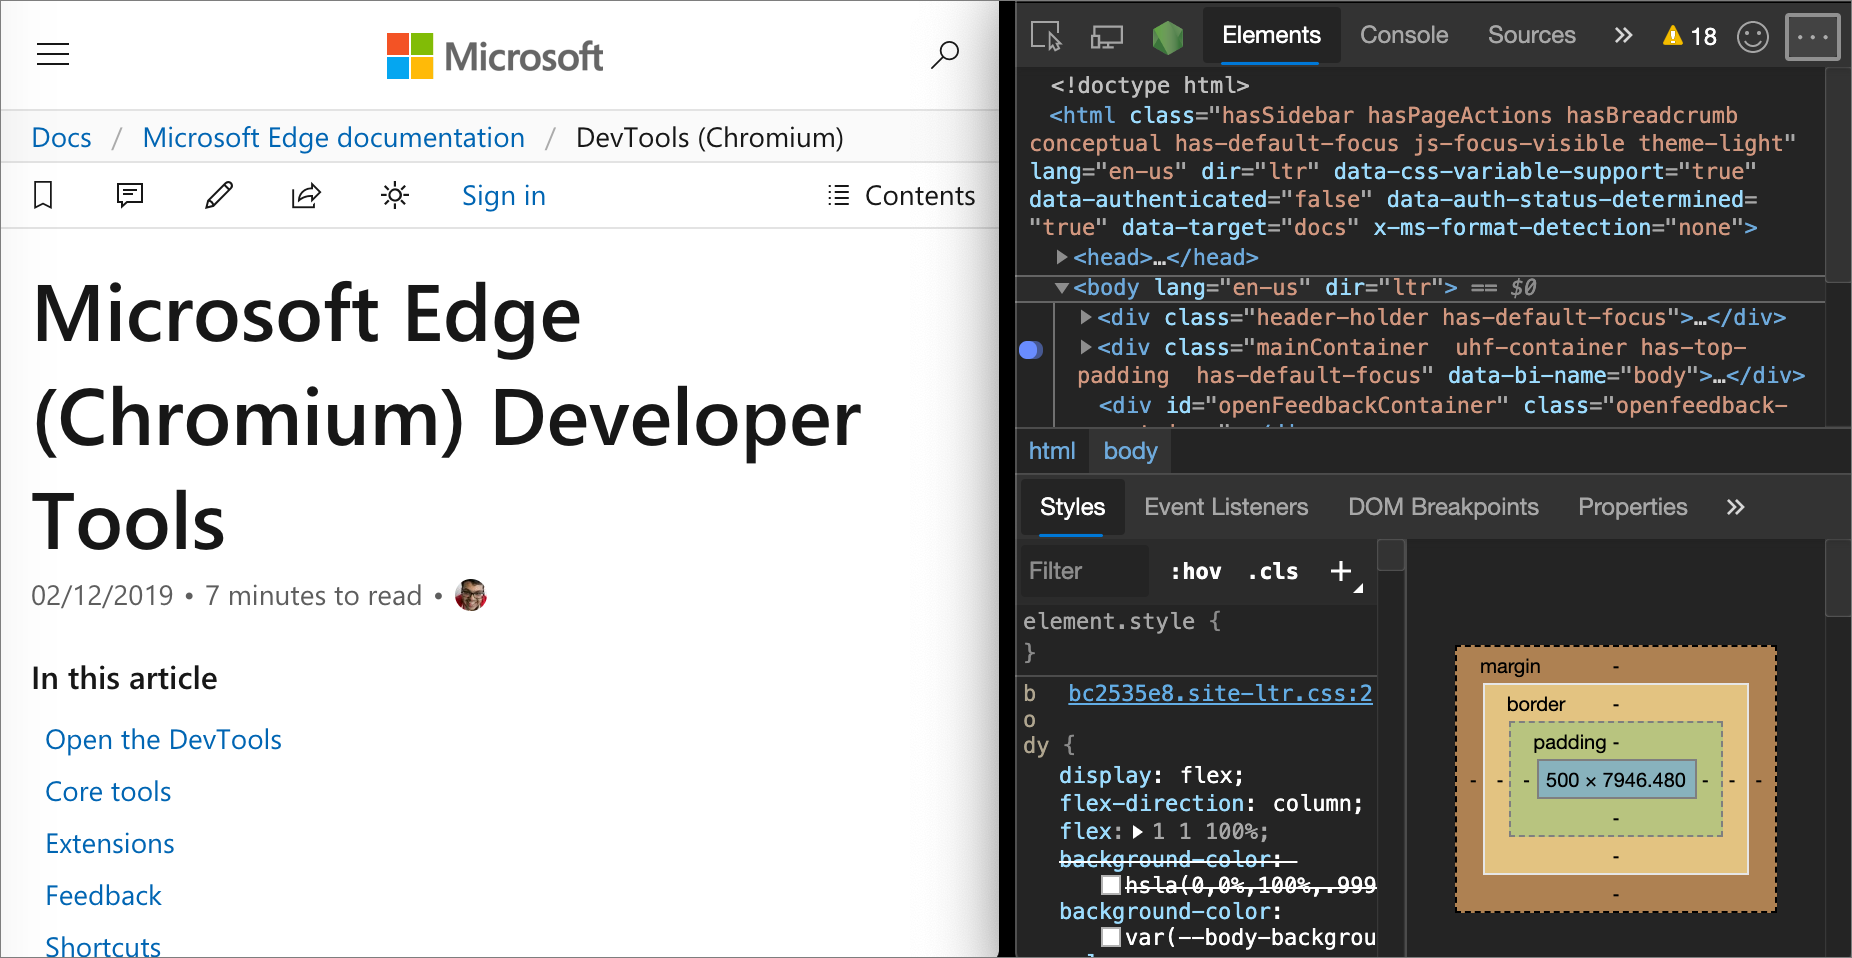 Microsoft
Docs / Microsoft Edge documentation / DevTools (Chromium)
Sign in
Contents
Microsoft Edge
(Chromium) Developer
Tools
02/12/2019 • 7 minutes to read •
In this article
Open the DevTools
Core tools
Extensions
Feedback
Shortcuts
Elements Console Sources » 18 ···
<!doctype html>
<html class="hasSidebar hasPageActions hasBreadcrumb
conceptual has-default-focus js-focus-visible theme-light"
lang="en-us" dir="ltr" data-css-variable-support="true"
data-authenticated="false" data-auth-status-determined=
"true" data-target="docs" x-ms-format-detection="none">
<head>…</head>
<body lang="en-us" dir="ltr"> == $0
<div class="header-holder has-default-focus">…</div>
<div class="mainContainer  uhf-container has-top-
padding  has-default-focus" data-bi-name="body">…</div>
<div id="openFeedbackContainer" class="openfeedback-
html body
Styles Event Listeners DOM Breakpoints Properties »
Filter :hov .cls +
element.style {
}
b bc2535e8.site-ltr.css:2
o
dy {
display: flex;
flex-direction: column;
flex: 1 1 100%;
background-color:
hsla(0,0%,100%,.999
background-color:
var(--body-backgrou
margin -
border -
padding -
- - - 500 × 7946.480 - - -
-
-
-